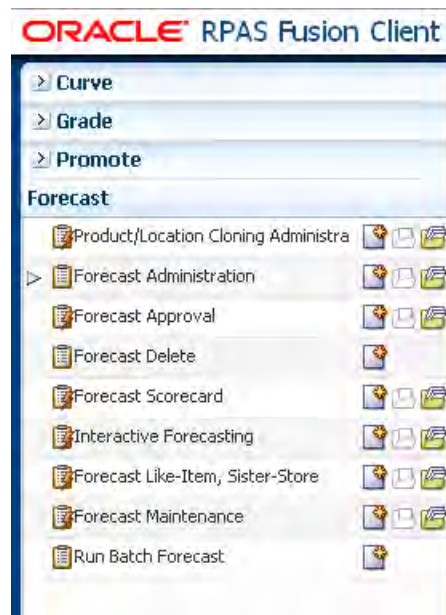 ORACLE® RPAS Fusion Client
Curve
Grade
Promote
Forecast
Product/Location Cloning Administra
Forecast Administration
Forecast Approval
Forecast Delete
Forecast Scorecard
Interactive Forecasting
Forecast Like-Item, Sister-Store
Forecast Maintenance
Run Batch Forecast